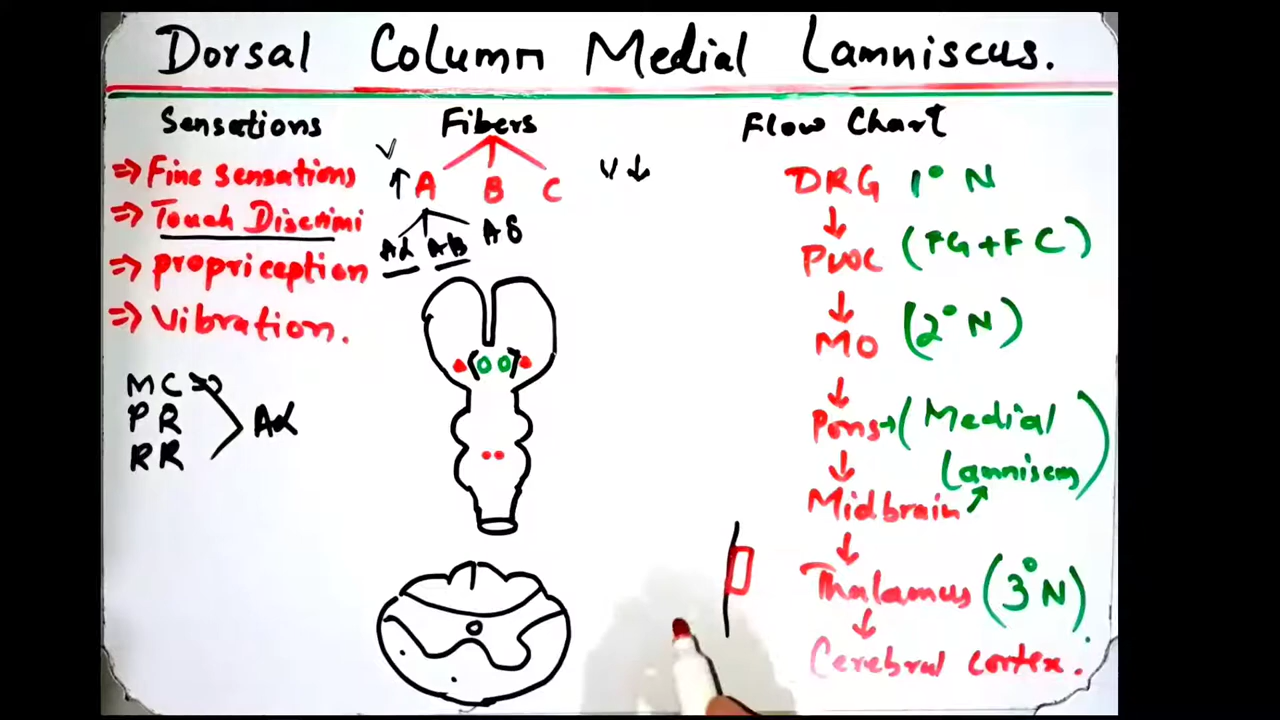 Dorsal Column Medial Lamniscus.
Sensations
⇒ Fine sensations
⇒ Touch Discrimi
⇒ propriception
⇒ Vibration.
MC ⇒
PR
RR
Aα
Fibers
↑ A B C
V ↓
Aα Aβ Aδ
Flow Chart
DRG 1° N
↓
(FG + FC)
↓
MO (2° N)
↓
Pons → (Medial Lamniscus)
↓
Midbrain
↓
Thalamus (3° N)
↓
Cerebral cortex.